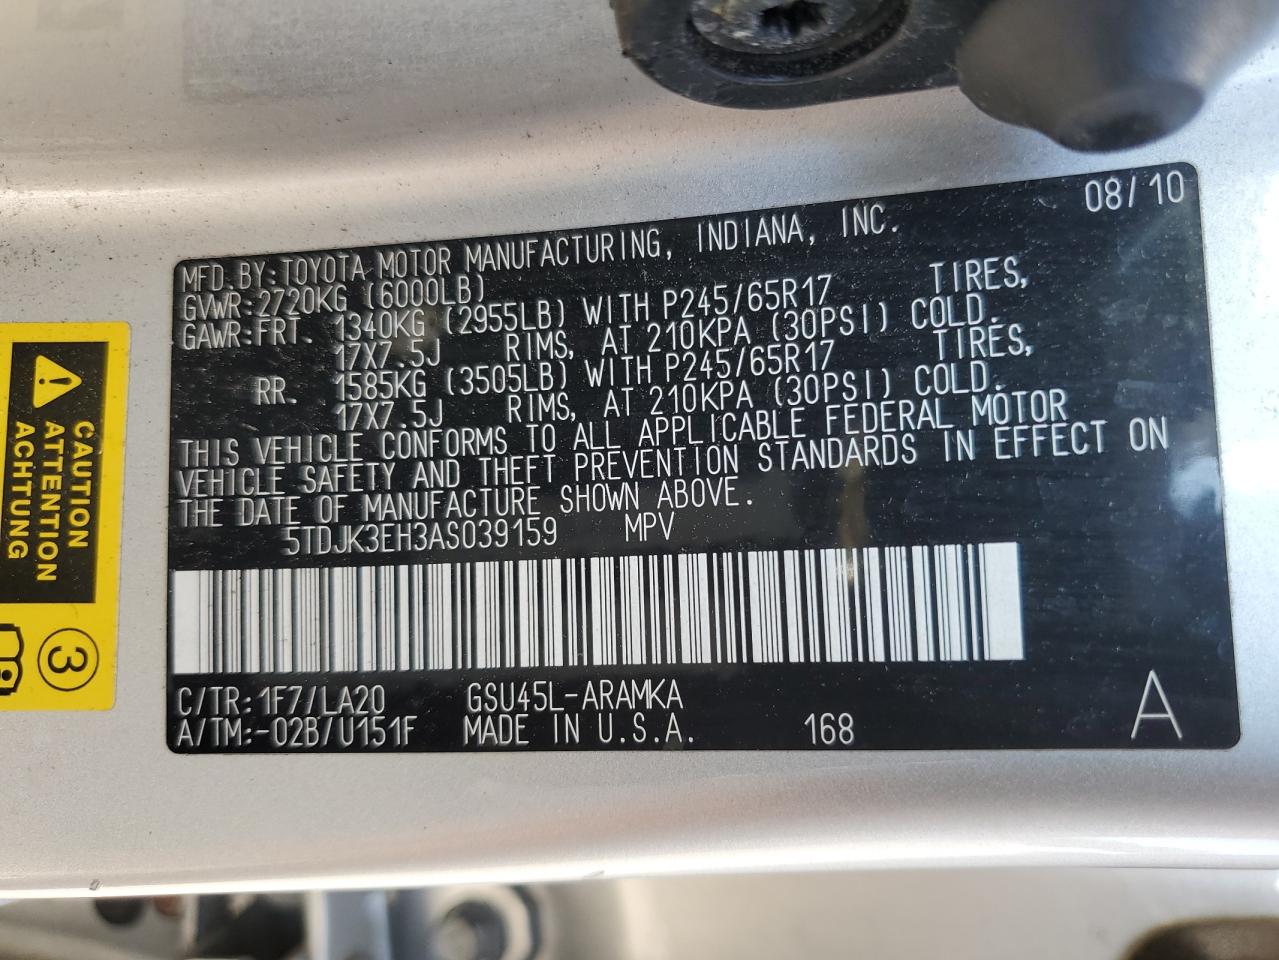 08/10
MFD.BY:TOYOTA MOTOR MANUFACTURING, INDIANA, INC.
GVWR:2720KG (6000LB)
GAWR:FRT. 1340KG (2955LB) WITH P245/65R17 TIRES,
17X7.5J RIMS, AT 210KPA (30PSI) COLD.
RR. 1585KG (3505LB) WITH P245/65R17 TIRES,
17X7.5J RIMS, AT 210KPA (30PSI) COLD.
THIS VEHICLE CONFORMS TO ALL APPLICABLE FEDERAL MOTOR
VEHICLE SAFETY AND THEFT PREVENTION STANDARDS IN EFFECT ON
THE DATE OF MANUFACTURE SHOWN ABOVE.
5TDJK3EH3AS039159 MPV
C/TR:1F7/LA20 GSU45L-ARAMKA
A/TM:-02B/U151F MADE IN U.S.A. 168 A
CAUTION
ATTENTION
ACHTUNG
3